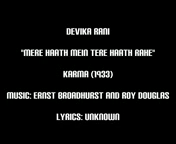 DEVIKA RANI
"MERE HAATH MEIN TERE HAATH RAHE"
KARMA (1933)
MUSIC: ERNST BROADHURST AND ROY DOUGLAS
LYRICS: UNKNOWN